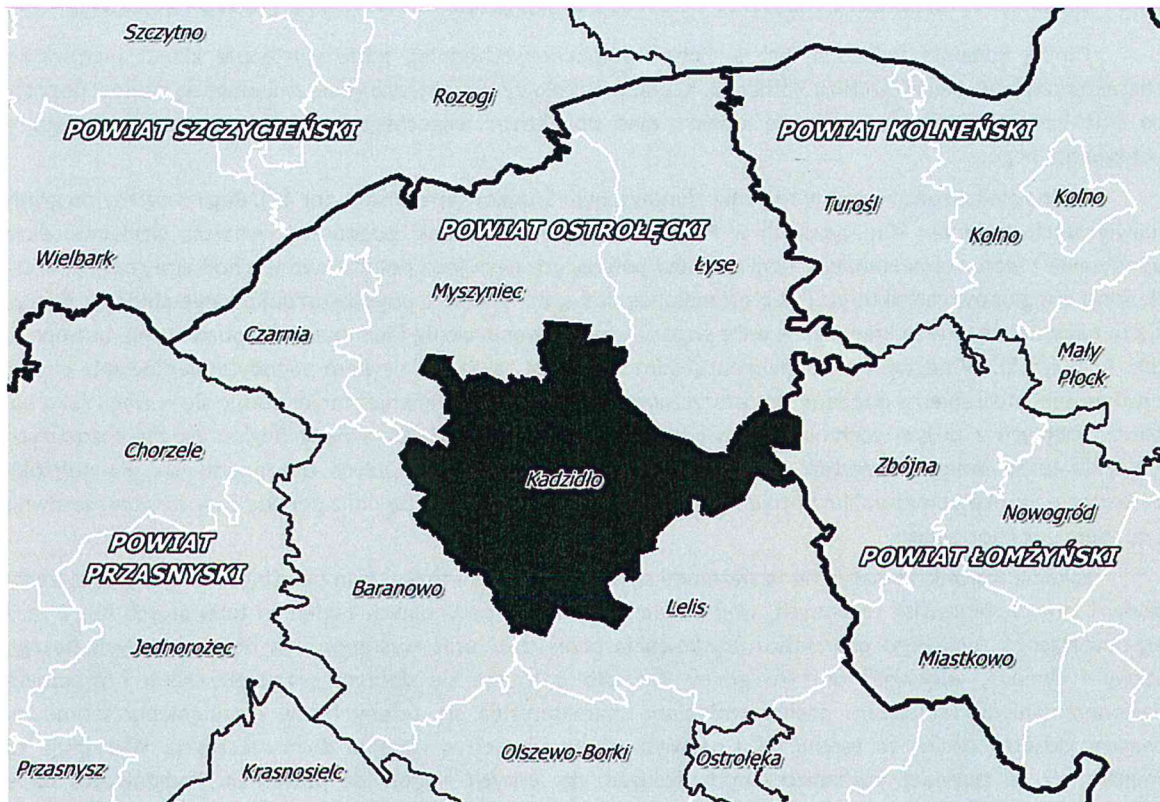 Szczytno
Rozogi
POWIAT SZCZYCIEŃSKI
POWIAT KOLNEŃSKI
Turośl
Kolno
Kolno
POWIAT OSTROŁĘCKI
Wielbark
Łyse
Myszyniec
Czarnia
Mały
Płock
Chorzele
Kadzidło
Zbójna
Nowogród
POWIAT
PRZASNYSKI
POWIAT ŁOMŻYŃSKI
Baranowo
Lelis
Jednorożec
Miastkowo
Olszewo-Borki
Ostrołęka
Przasnysz
Krasnosielc